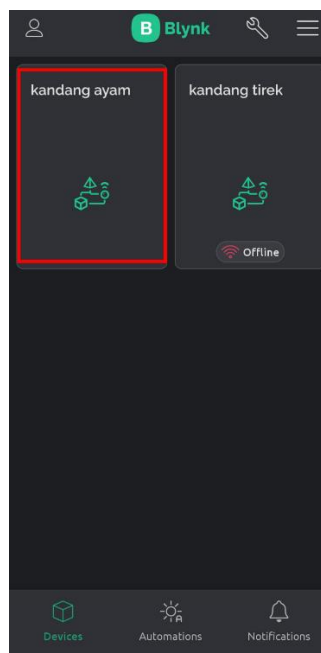 B Blynk
kandang ayam
kandang tirek
Offline
Devices
Automations
Notifications